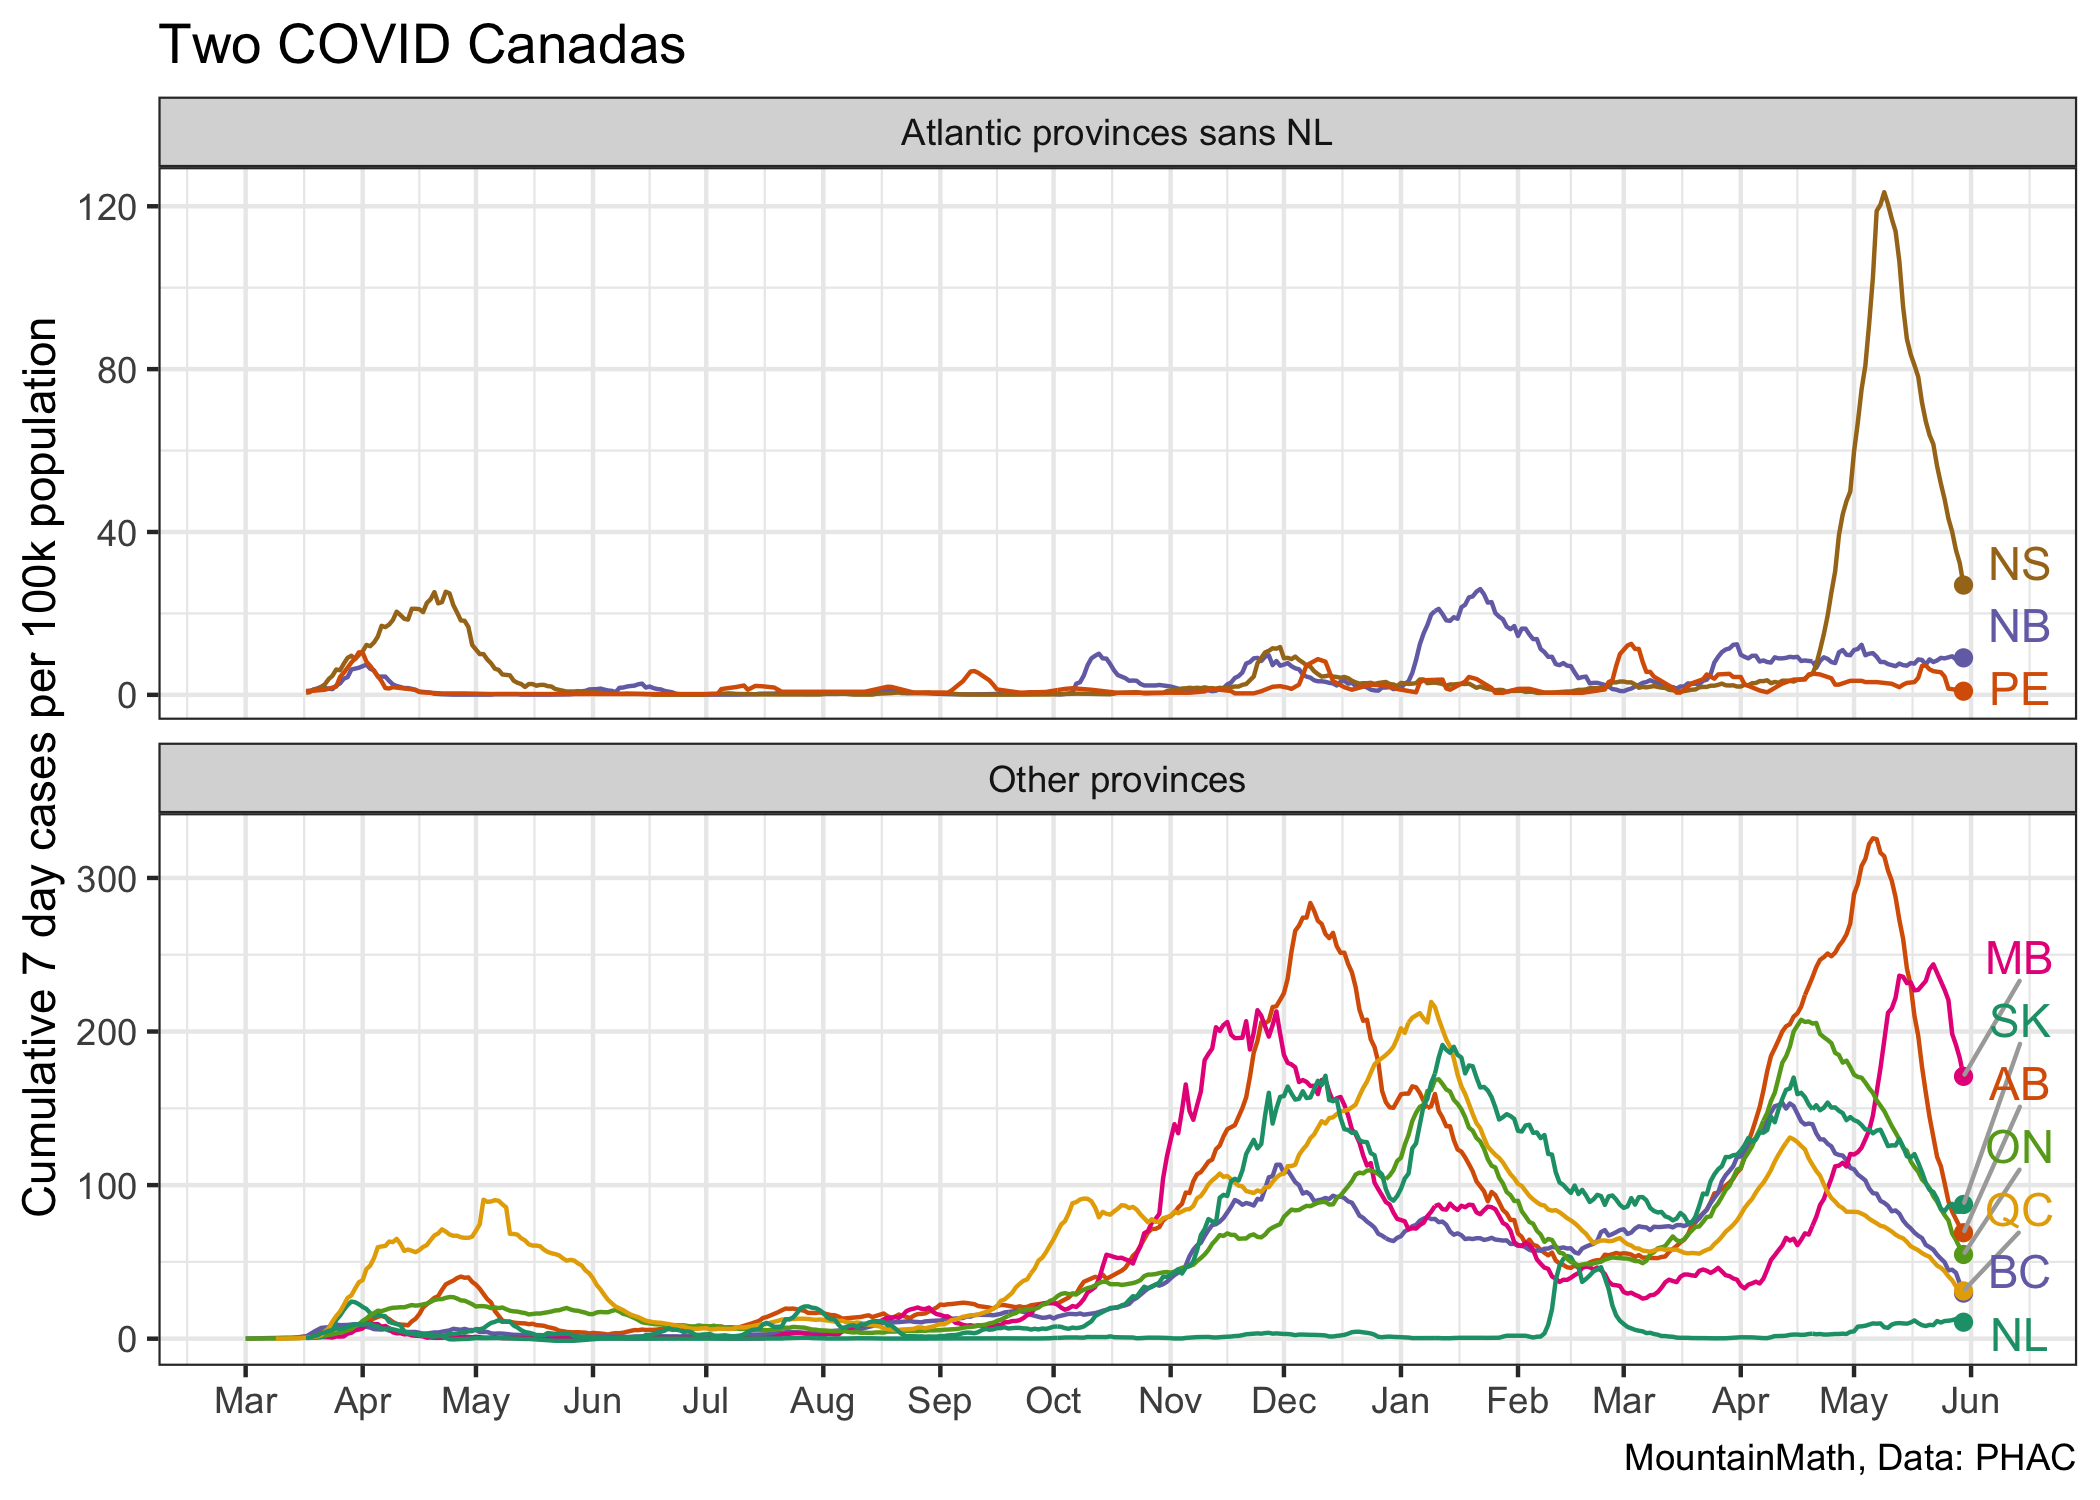 Two COVID Canadas
Atlantic provinces sans NL
120
80
40
0
NS
NB
PE
Cumulative 7 day cases per 100k population
Other provinces
300
200
100
0
MB
SK
AB
ON
QC
BC
NL
Mar Apr May Jun Jul Aug Sep Oct Nov Dec Jan Feb Mar Apr May Jun
MountainMath, Data: PHAC